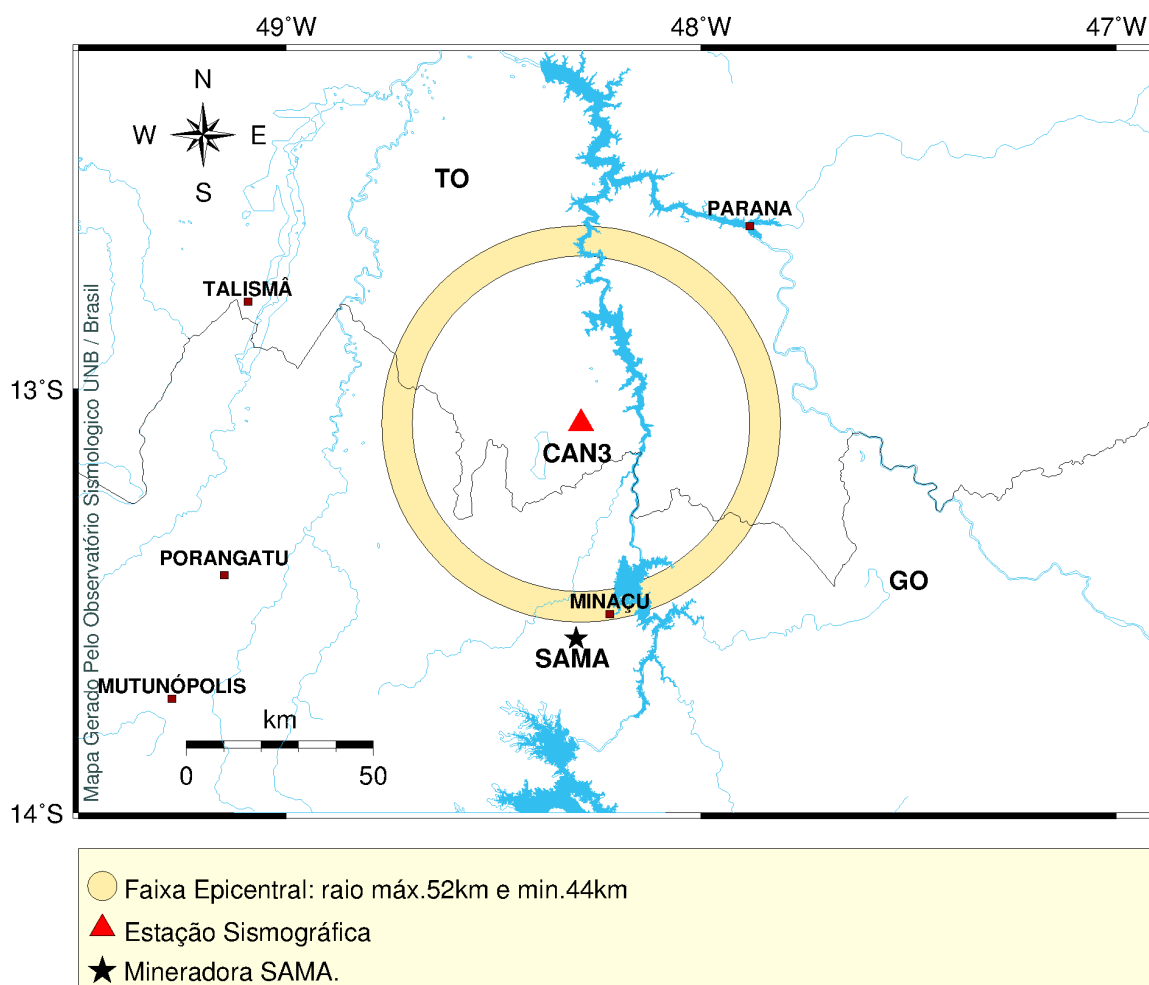 49°W 48°W 47°W
N
W E
S
TO
PARANA
TALISMÂ
13°S
CAN3
PORANGATU
GO
MINAÇU
SAMA
MUTUNÓPOLIS
km
0 50
14°S
Mapa Gerado Pelo Observatório Sismologico UNB / Brasil
Faixa Epicentral: raio máx.52km e min.44km
Estação Sismográfica
Mineradora SAMA.